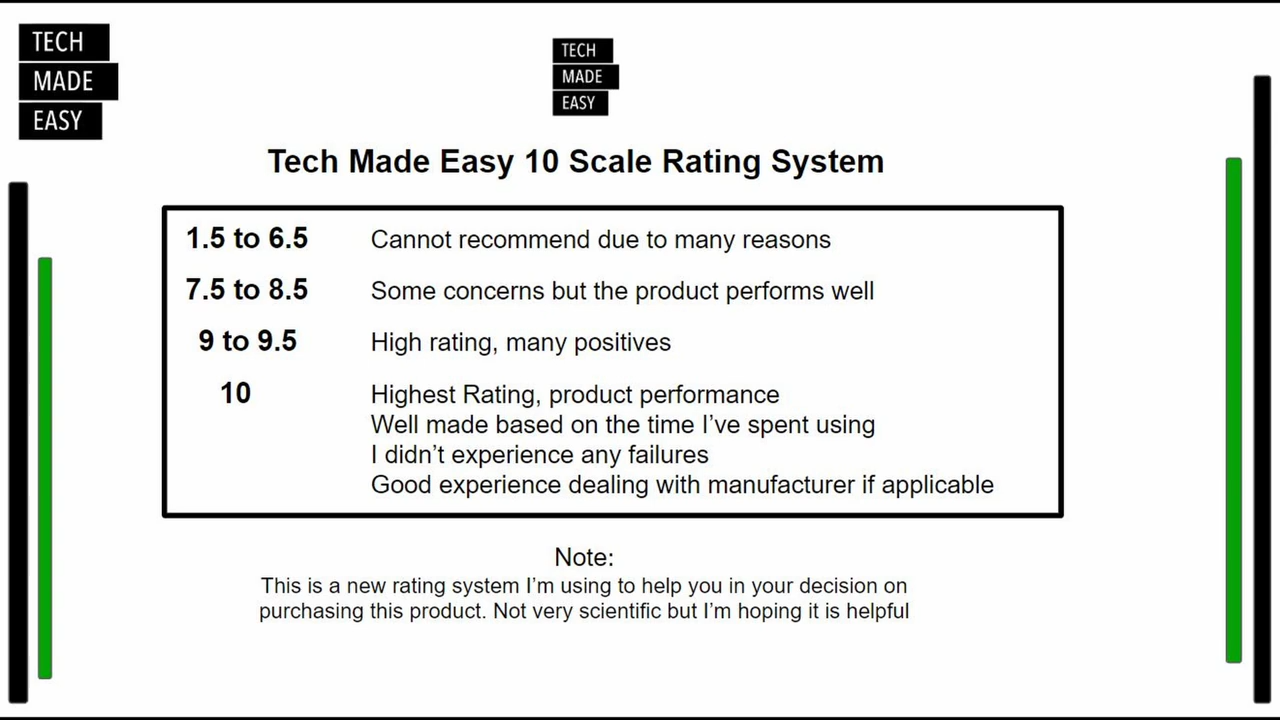 TECH
MADE
EASY
TECH
MADE
EASY
Tech Made Easy 10 Scale Rating System
1.5 to 6.5 Cannot recommend due to many reasons
7.5 to 8.5 Some concerns but the product performs well
9 to 9.5 High rating, many positives
10 Highest Rating, product performance
Well made based on the time I’ve spent using
I didn’t experience any failures
Good experience dealing with manufacturer if applicable
Note:
This is a new rating system I’m using to help you in your decision on
purchasing this product. Not very scientific but I’m hoping it is helpful